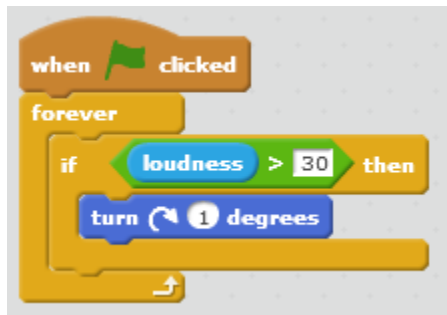 when clicked
forever
if loudness > 30 then
turn 1 degrees